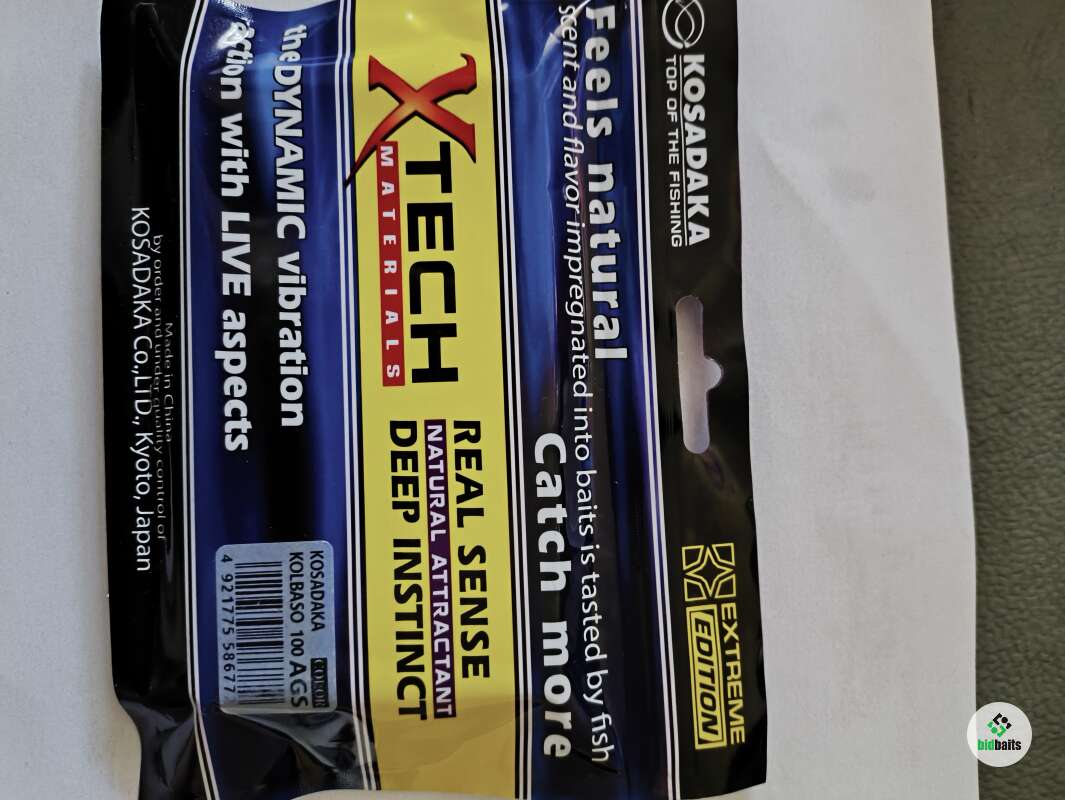 KOSADAKA
TOP OF THE FISHING
EXTREME
EDITION
Feels natural
scent and flavor impregnated into baits is tasted by fish
Catch more
XTECH
MATERIALS
REAL SENSE
NATURAL ATTRACTANT
DEEP INSTINCT
the DYNAMIC vibration
action with LIVE aspects
KOSADAKA
KOLBASO 100 AGS
COLOR
4 921775 58677
Made in China
by order and under quality control of
KOSADAKA Co.,LTD., Kyoto, Japan
bidbaits